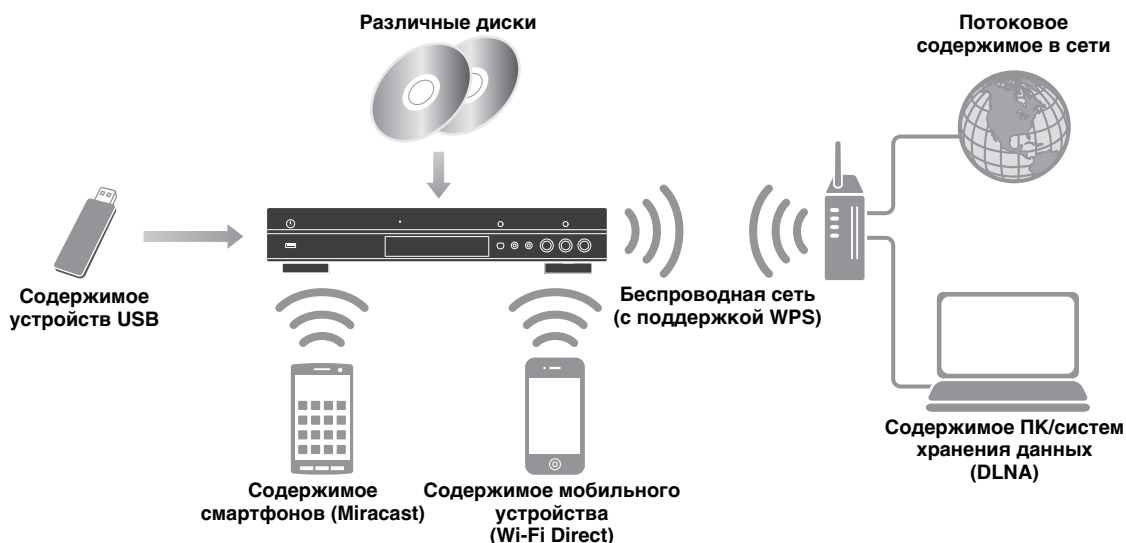 Различные диски
Потоковое
содержимое в сети
Содержимое
устройств USB
Беспроводная сеть
(с поддержкой WPS)
Содержимое
смартфонов (Miracast)
Содержимое мобильного
устройства
(Wi-Fi Direct)
Содержимое ПК/систем
хранения данных
(DLNA)